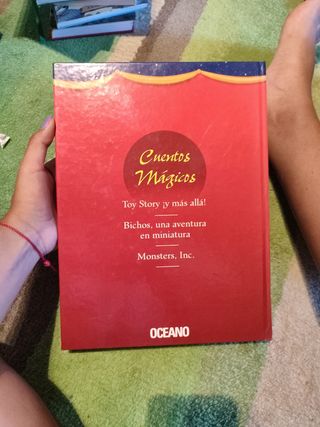 Cuentos
Mágicos
Toy Story ¡y más allá!
Bichos, una aventura
en miniatura
Monsters, Inc.
OCEANO